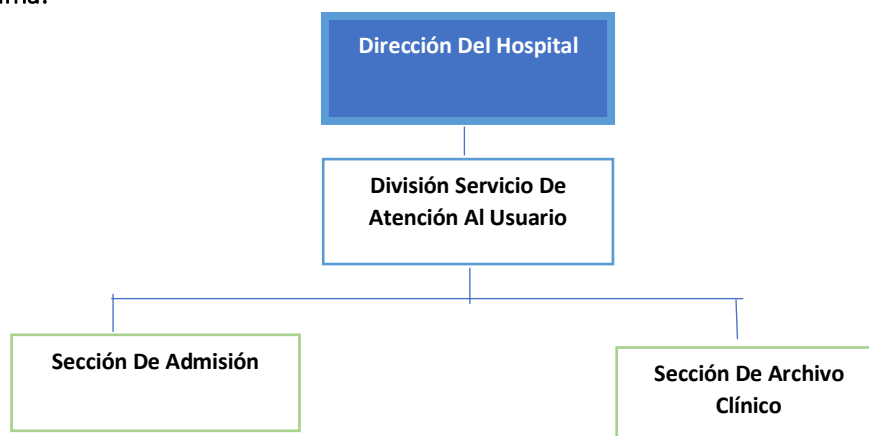 Dirección Del Hospital
División Servicio De
Atención Al Usuario
Sección De Admisión
Sección De Archivo
Clínico